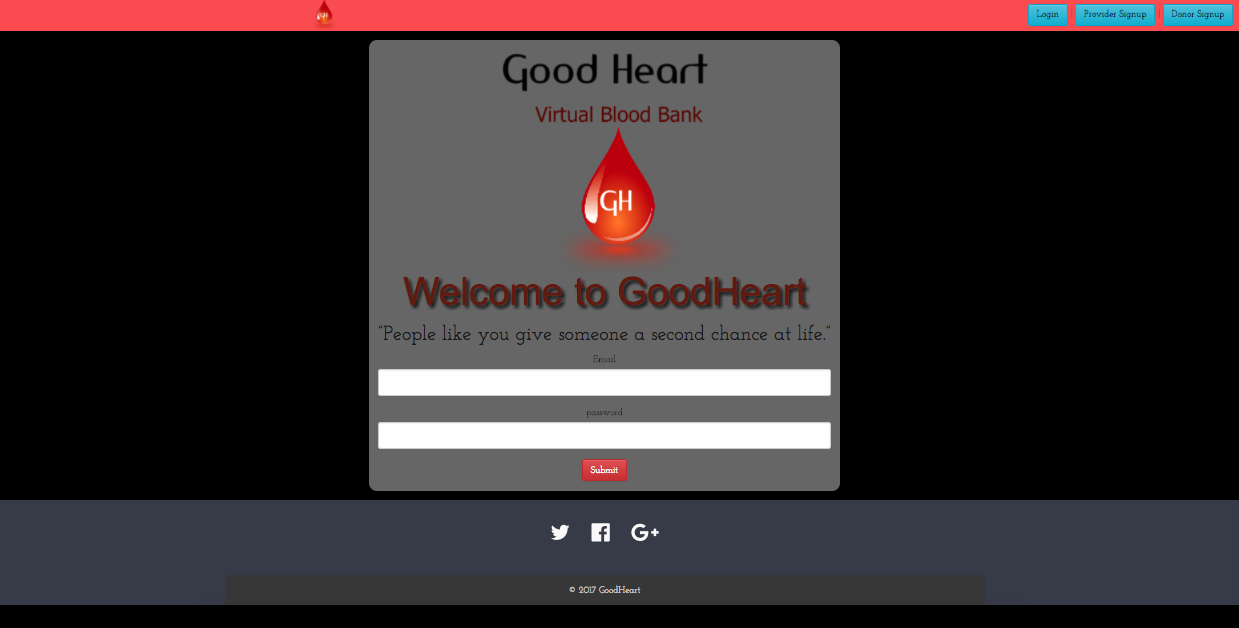 GH
Login | Provider Signup | Donor Signup
Good Heart
Virtual Blood Bank
GH
Welcome to GoodHeart
"People like you give someone a second chance at life."
Email
password
Submit
G+
© 2017 GoodHeart